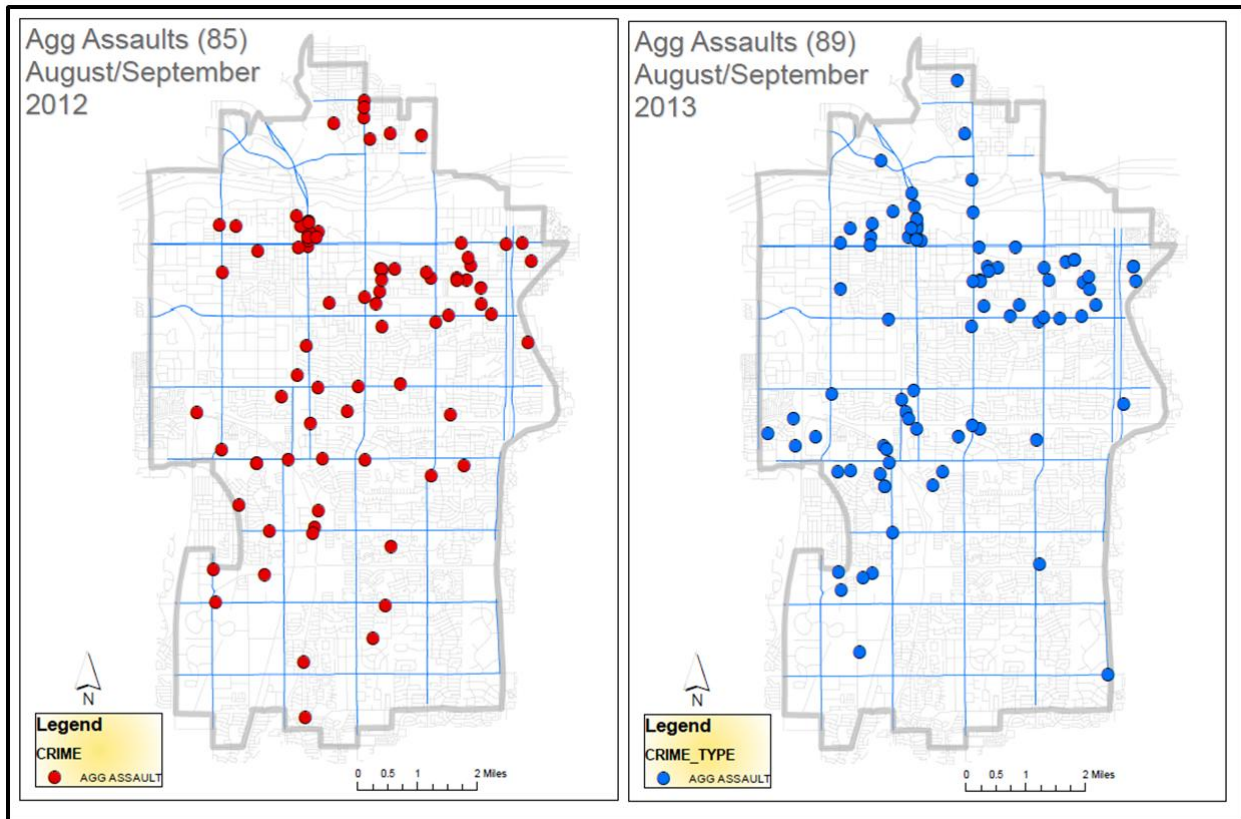 Agg Assaults (85)
August/September
2012
N
Legend
CRIME
AGG ASSAULT
0 0.5 1 2 Miles
Agg Assaults (89)
August/September
2013
N
Legend
CRIME_TYPE
AGG ASSAULT
0 0.5 1 2 Miles